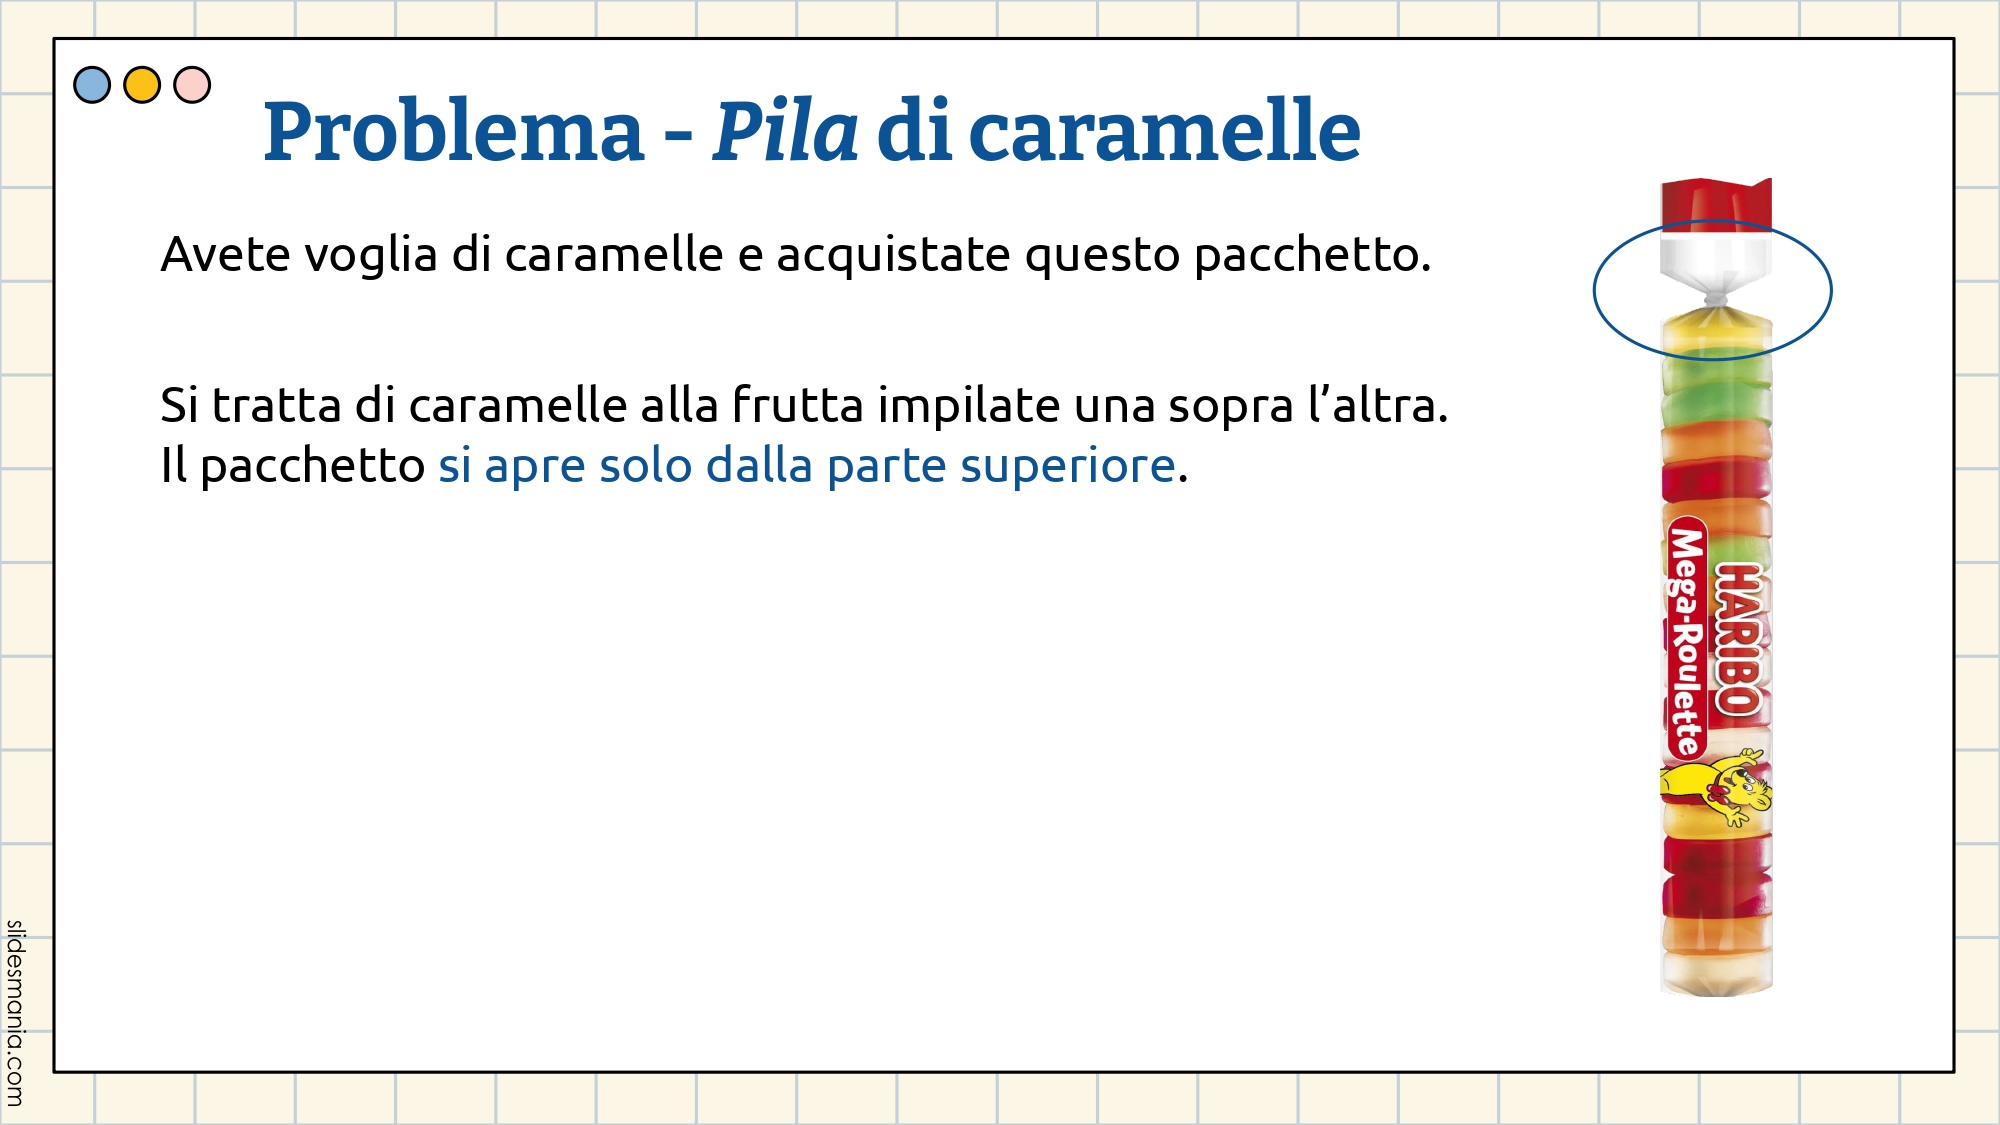 Problema - Pila di caramelle
Avete voglia di caramelle e acquistate questo pacchetto.
Si tratta di caramelle alla frutta impilate una sopra l’altra.
Il pacchetto si apre solo dalla parte superiore.
HARIBO
Mega-Roulette
slidesmania.com